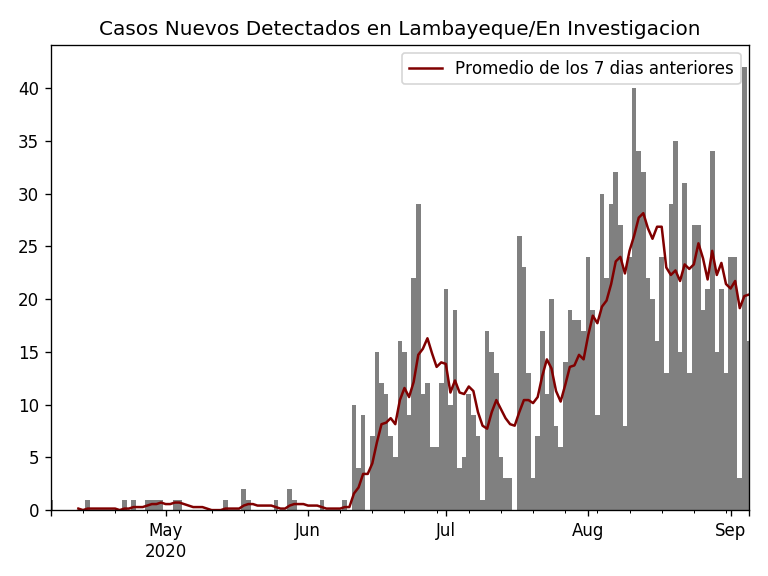 Casos Nuevos Detectados en Lambayeque/En Investigacion
Promedio de los 7 dias anteriores
40
35
30
25
20
15
10
5
0
May
2020
Jun
Jul
Aug
Sep